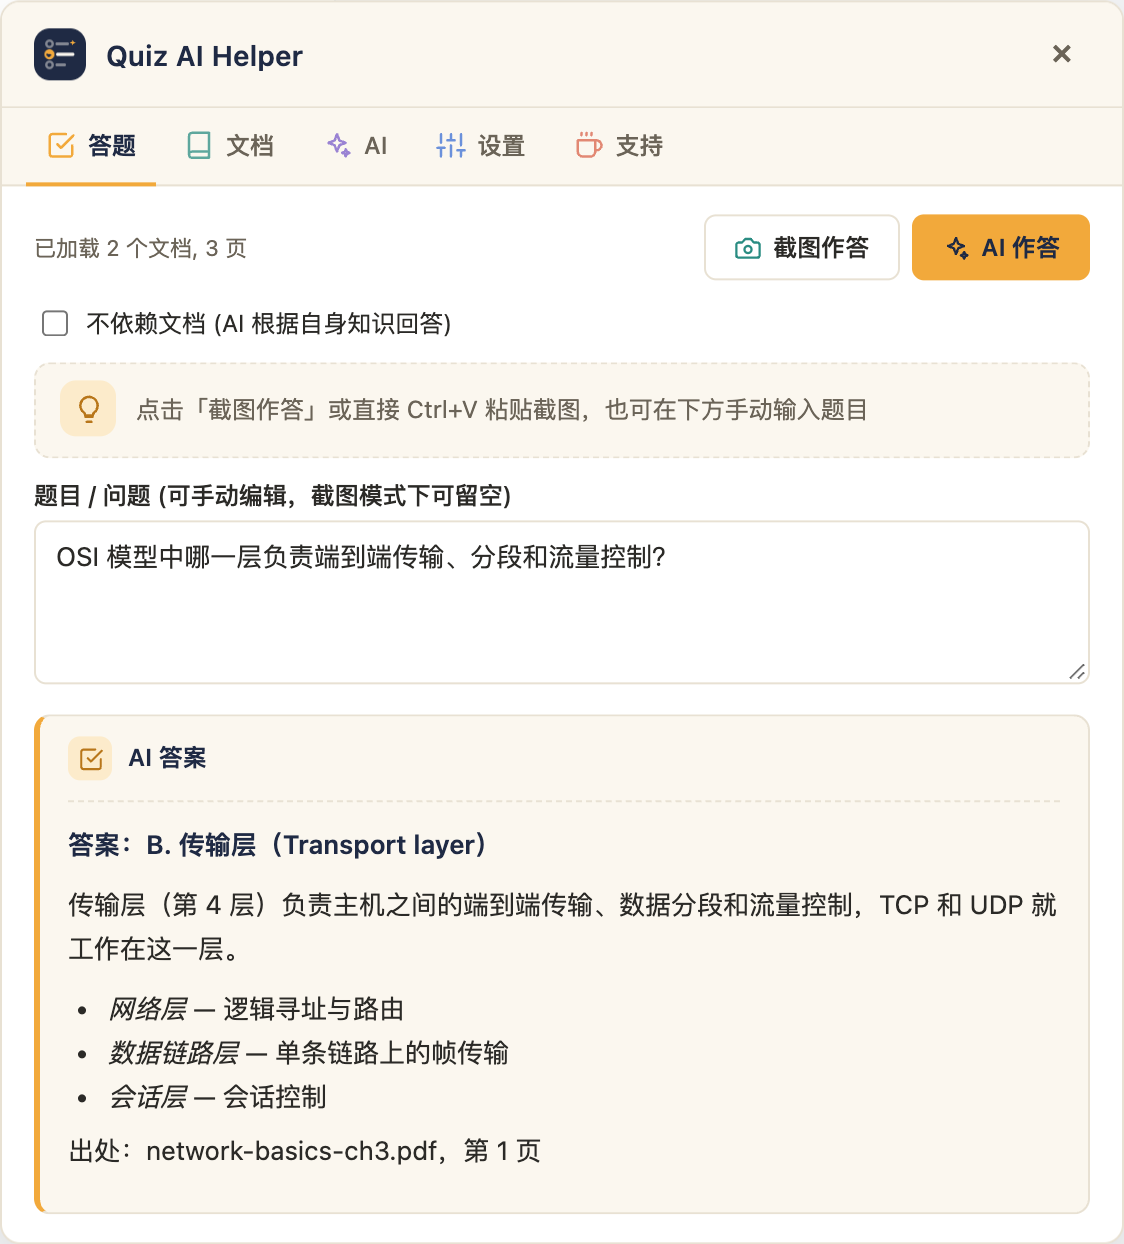 Quiz AI Helper
答题
文档
AI
设置
支持
已加载 2 个文档, 3 页
截图作答
AI 作答
不依赖文档 (AI 根据自身知识回答)
点击「截图作答」或直接 Ctrl+V 粘贴截图，也可在下方手动输入题目
题目 / 问题 (可手动编辑，截图模式下可留空)
OSI 模型中哪一层负责端到端传输、分段和流量控制?
AI 答案
答案：B. 传输层（Transport layer）
传输层（第 4 层）负责主机之间的端到端传输、数据分段和流量控制，TCP 和 UDP 就
工作在这一层。
• 网络层 — 逻辑寻址与路由
• 数据链路层 — 单条链路上的帧传输
• 会话层 — 会话控制
出处：network-basics-ch3.pdf，第 1 页